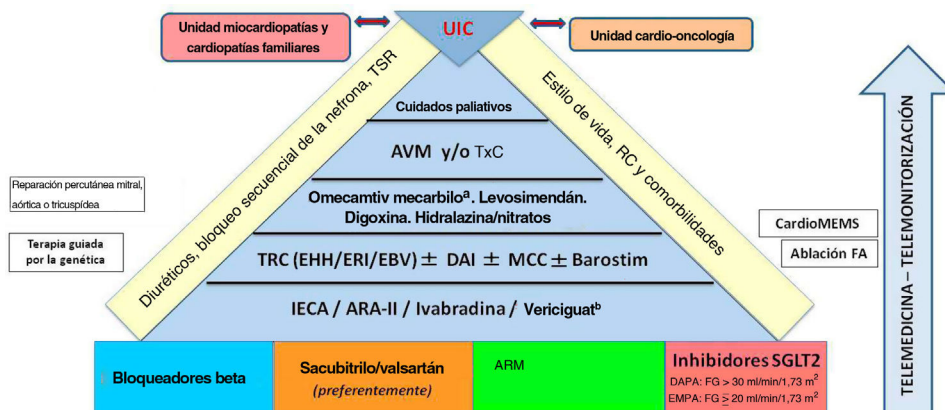 Unidad miocardiopatías y
cardiopatías familiares
UIC
Unidad cardio-oncología
Diuréticos, bloqueo secuencial de la nefrona, TSR
Estilo de vida, RC y comorbilidades
Cuidados paliativos
AVM y/o TxC
Omecamtiv mecarbiloª. Levosimendán.
Digoxina. Hidralazina/nitratos
TRC (EHH/ERI/EBV) ± DAI ± MCC ± Barostim
IECA / ARA-II / Ivabradina / Vericiguatᵇ
Reparación percutánea mitral,
aórtica o tricuspídea
Terapia guiada
por la genética
CardioMEMS
Ablación FA
TELEMEDICINA – TELEMONITORIZACIÓN
Bloqueadores beta
Sacubitrilo/valsartán
(preferentemente)
ARM
Inhibidores SGLT2
DAPA: FG > 30 ml/min/1,73 m²
EMPA: FG ≥ 20 ml/min/1,73 m²